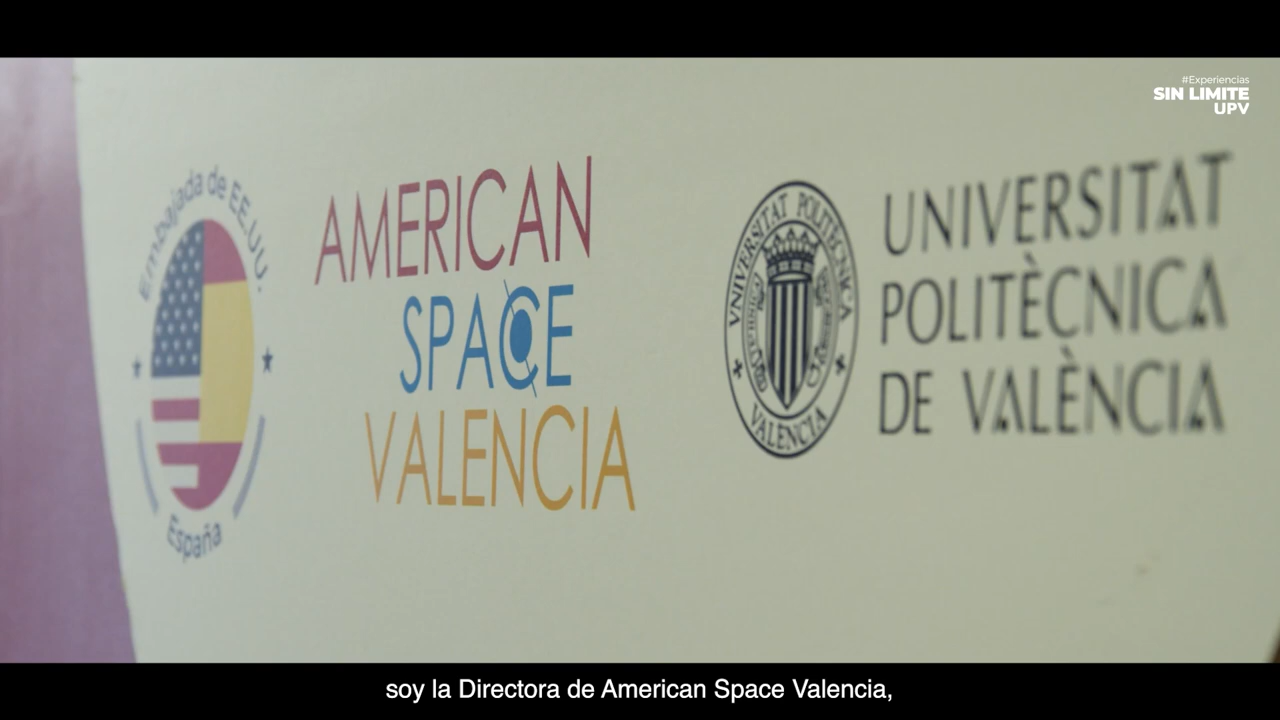 #Experiencias
SIN LIMITE
UPV
Embajada de EE.UU.
España
AMERICAN
SPACE
VALENCIA
VNIVERSITAT POLITÈCNICA
VALENCIA
UNIVERSITAT
POLITÈCNICA
DE VALÈNCIA
soy la Directora de American Space Valencia,